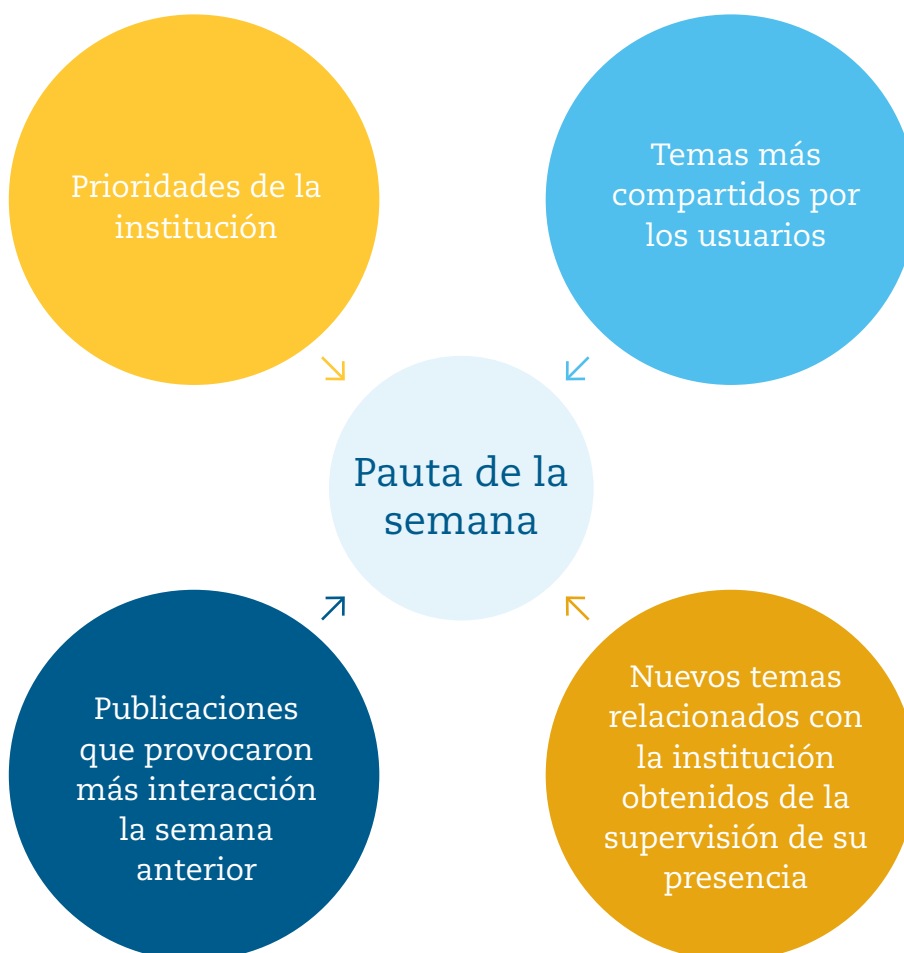 Prioridades de la
institución
Temas más
compartidos por
los usuarios
Pauta de la
semana
Publicaciones
que provocaron
más interacción
la semana
anterior
Nuevos temas
relacionados con
la institución
obtenidos de la
supervisión de su
presencia